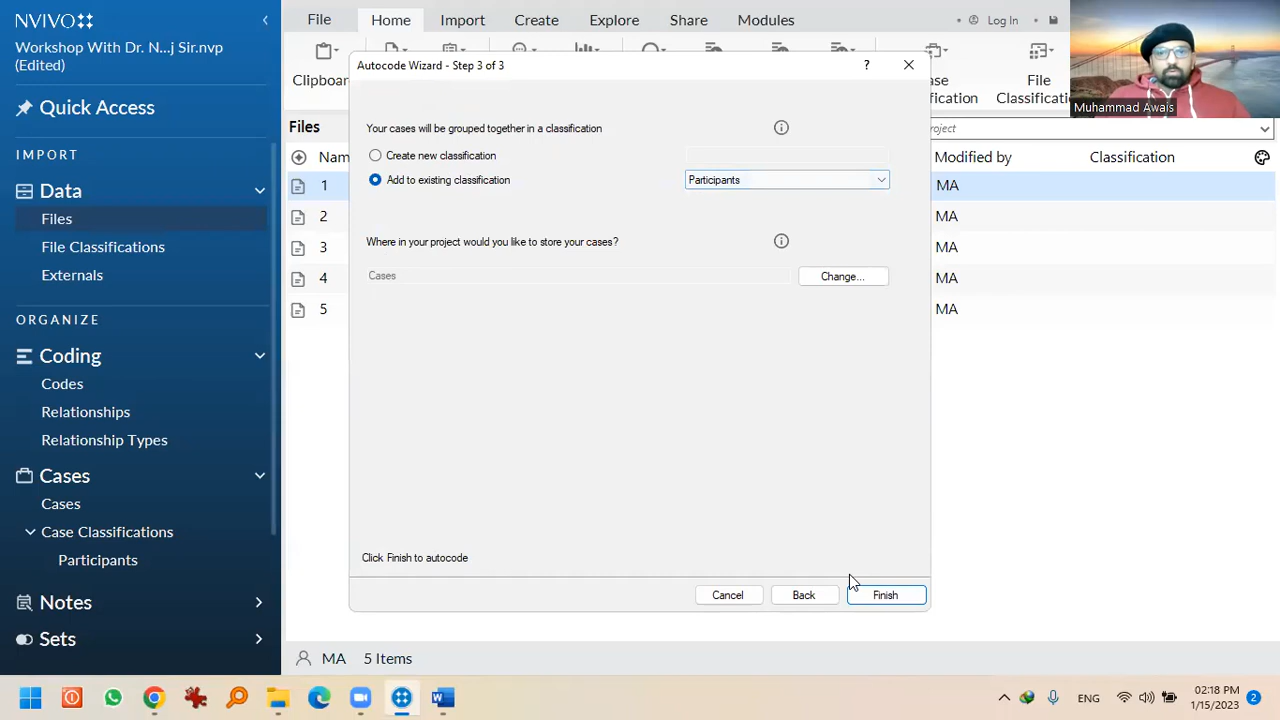 NVIVO
Workshop With Dr. N...j Sir.nvp
(Edited)
Quick Access
IMPORT
Data
Files
File Classifications
Externals
ORGANIZE
Coding
Codes
Relationships
Relationship Types
Cases
Cases
Case Classifications
Participants
Notes
Sets
File
Home
Import
Create
Explore
Share
Modules
Log In
Clipboa
Autocode Wizard - Step 3 of 3
?
File
Classificati
Muhammad Awais
Files
Nam
Modified by
Classification
1
MA
2
MA
3
MA
4
MA
5
MA
Your cases will be grouped together in a classification
Create new classification
Add to existing classification
Participants
Where in your project would you like to store your cases?
Cases
Change...
Click Finish to autocode
Cancel
Back
Finish
MA
5 Items
ENG
02:18 PM
1/15/2023
2